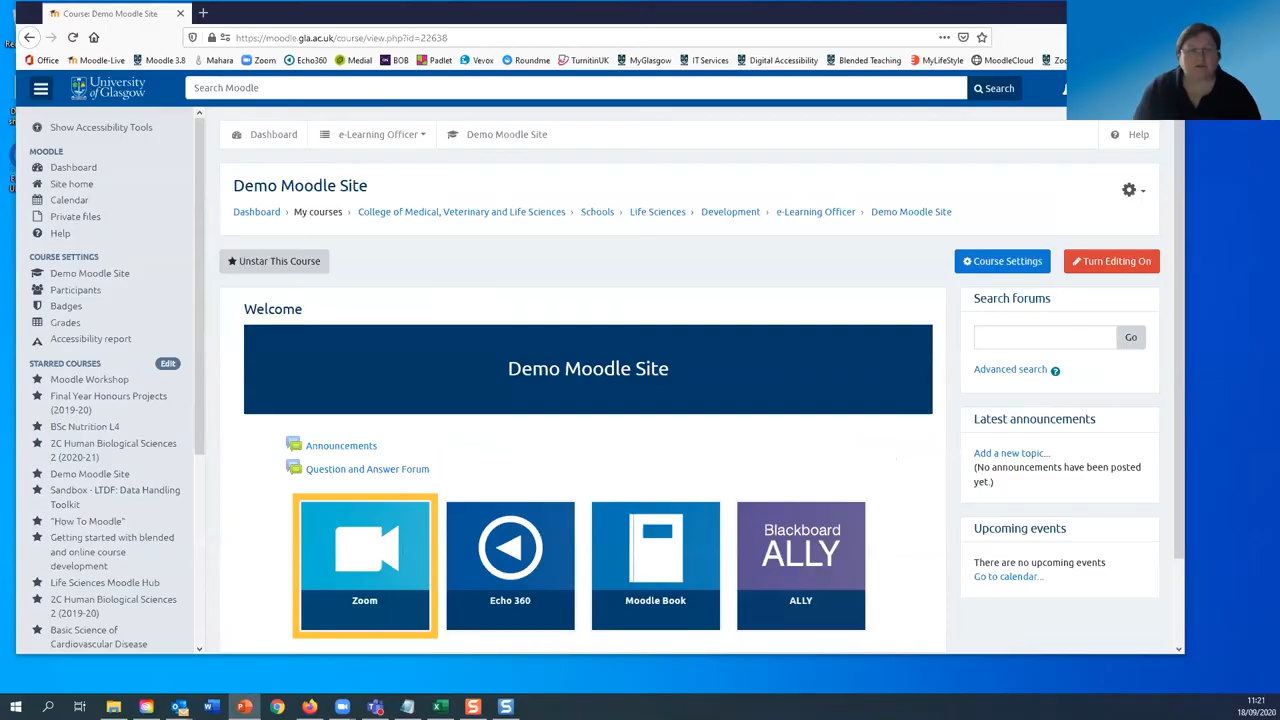 Course: Demo Moodle Site
https://moodle.gla.ac.uk/course/view.php?id=22638
Office Moodle-Live Moodle 3.8 Mahara Zoom Echo360 Medial BOB Padlet Vevox Roundme TurnitinUK MyGlasgow IT Services Digital Accessibility Blended Teaching MyLifeStyle MoodleCloud
University of Glasgow
Search Moodle
Search
Show Accessibility Tools
MOODLE
Dashboard
Site home
Calendar
Private files
Help
COURSE SETTINGS
Demo Moodle Site
Participants
Badges
Grades
Accessibility report
STARRED COURSES Edit
Moodle Workshop
Final Year Honours Projects
(2019-20)
BSc Nutrition L4
2C Human Biological Sciences
2 (2020-21)
Demo Moodle Site
Sandbox - LTDF: Data Handling
Toolkit
"How To Moodle"
Getting started with blended
and online course
development
Life Sciences Moodle Hub
2C Human Biological Sciences
2 (2019-20)
Basic Science of
Cardiovascular Disease
Dashboard e-Learning Officer Demo Moodle Site Help
Demo Moodle Site
Dashboard › My courses › College of Medical, Veterinary and Life Sciences › Schools › Life Sciences › Development › e-Learning Officer › Demo Moodle Site
Unstar This Course Course Settings Turn Editing On
Welcome
Demo Moodle Site
Announcements
Question and Answer Forum
Blackboard
ALLY
Zoom Echo 360 Moodle Book ALLY
Search forums
Go
Advanced search ?
Latest announcements
Add a new topic...
(No announcements have been posted
yet.)
Upcoming events
There are no upcoming events
Go to calendar...
11:21
18/09/2020